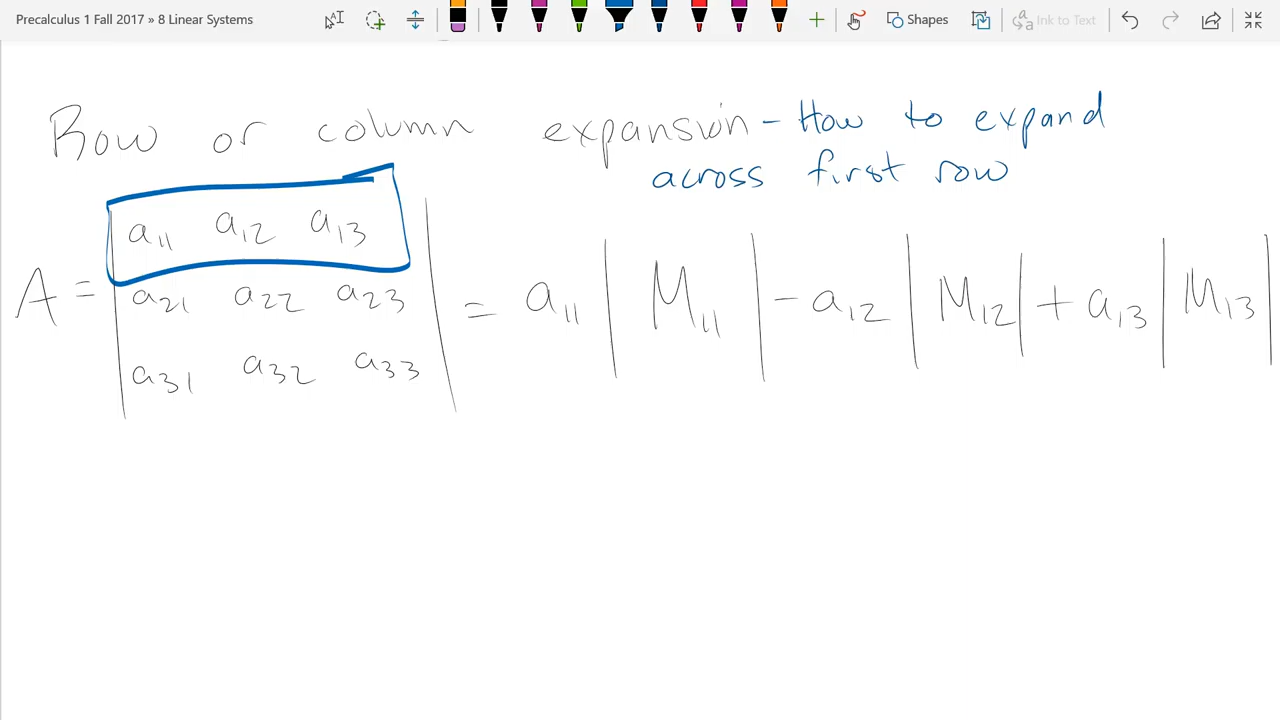 Precalculus 1 Fall 2017 » 8 Linear Systems
Shapes
Ink to Text
Row or column expansion – How to expand
across first row
A = | a11 a12 a13 |
| a21 a22 a23 | = a11 | M11 | – a12 | M12 | + a13 | M13 |
| a31 a32 a33 |